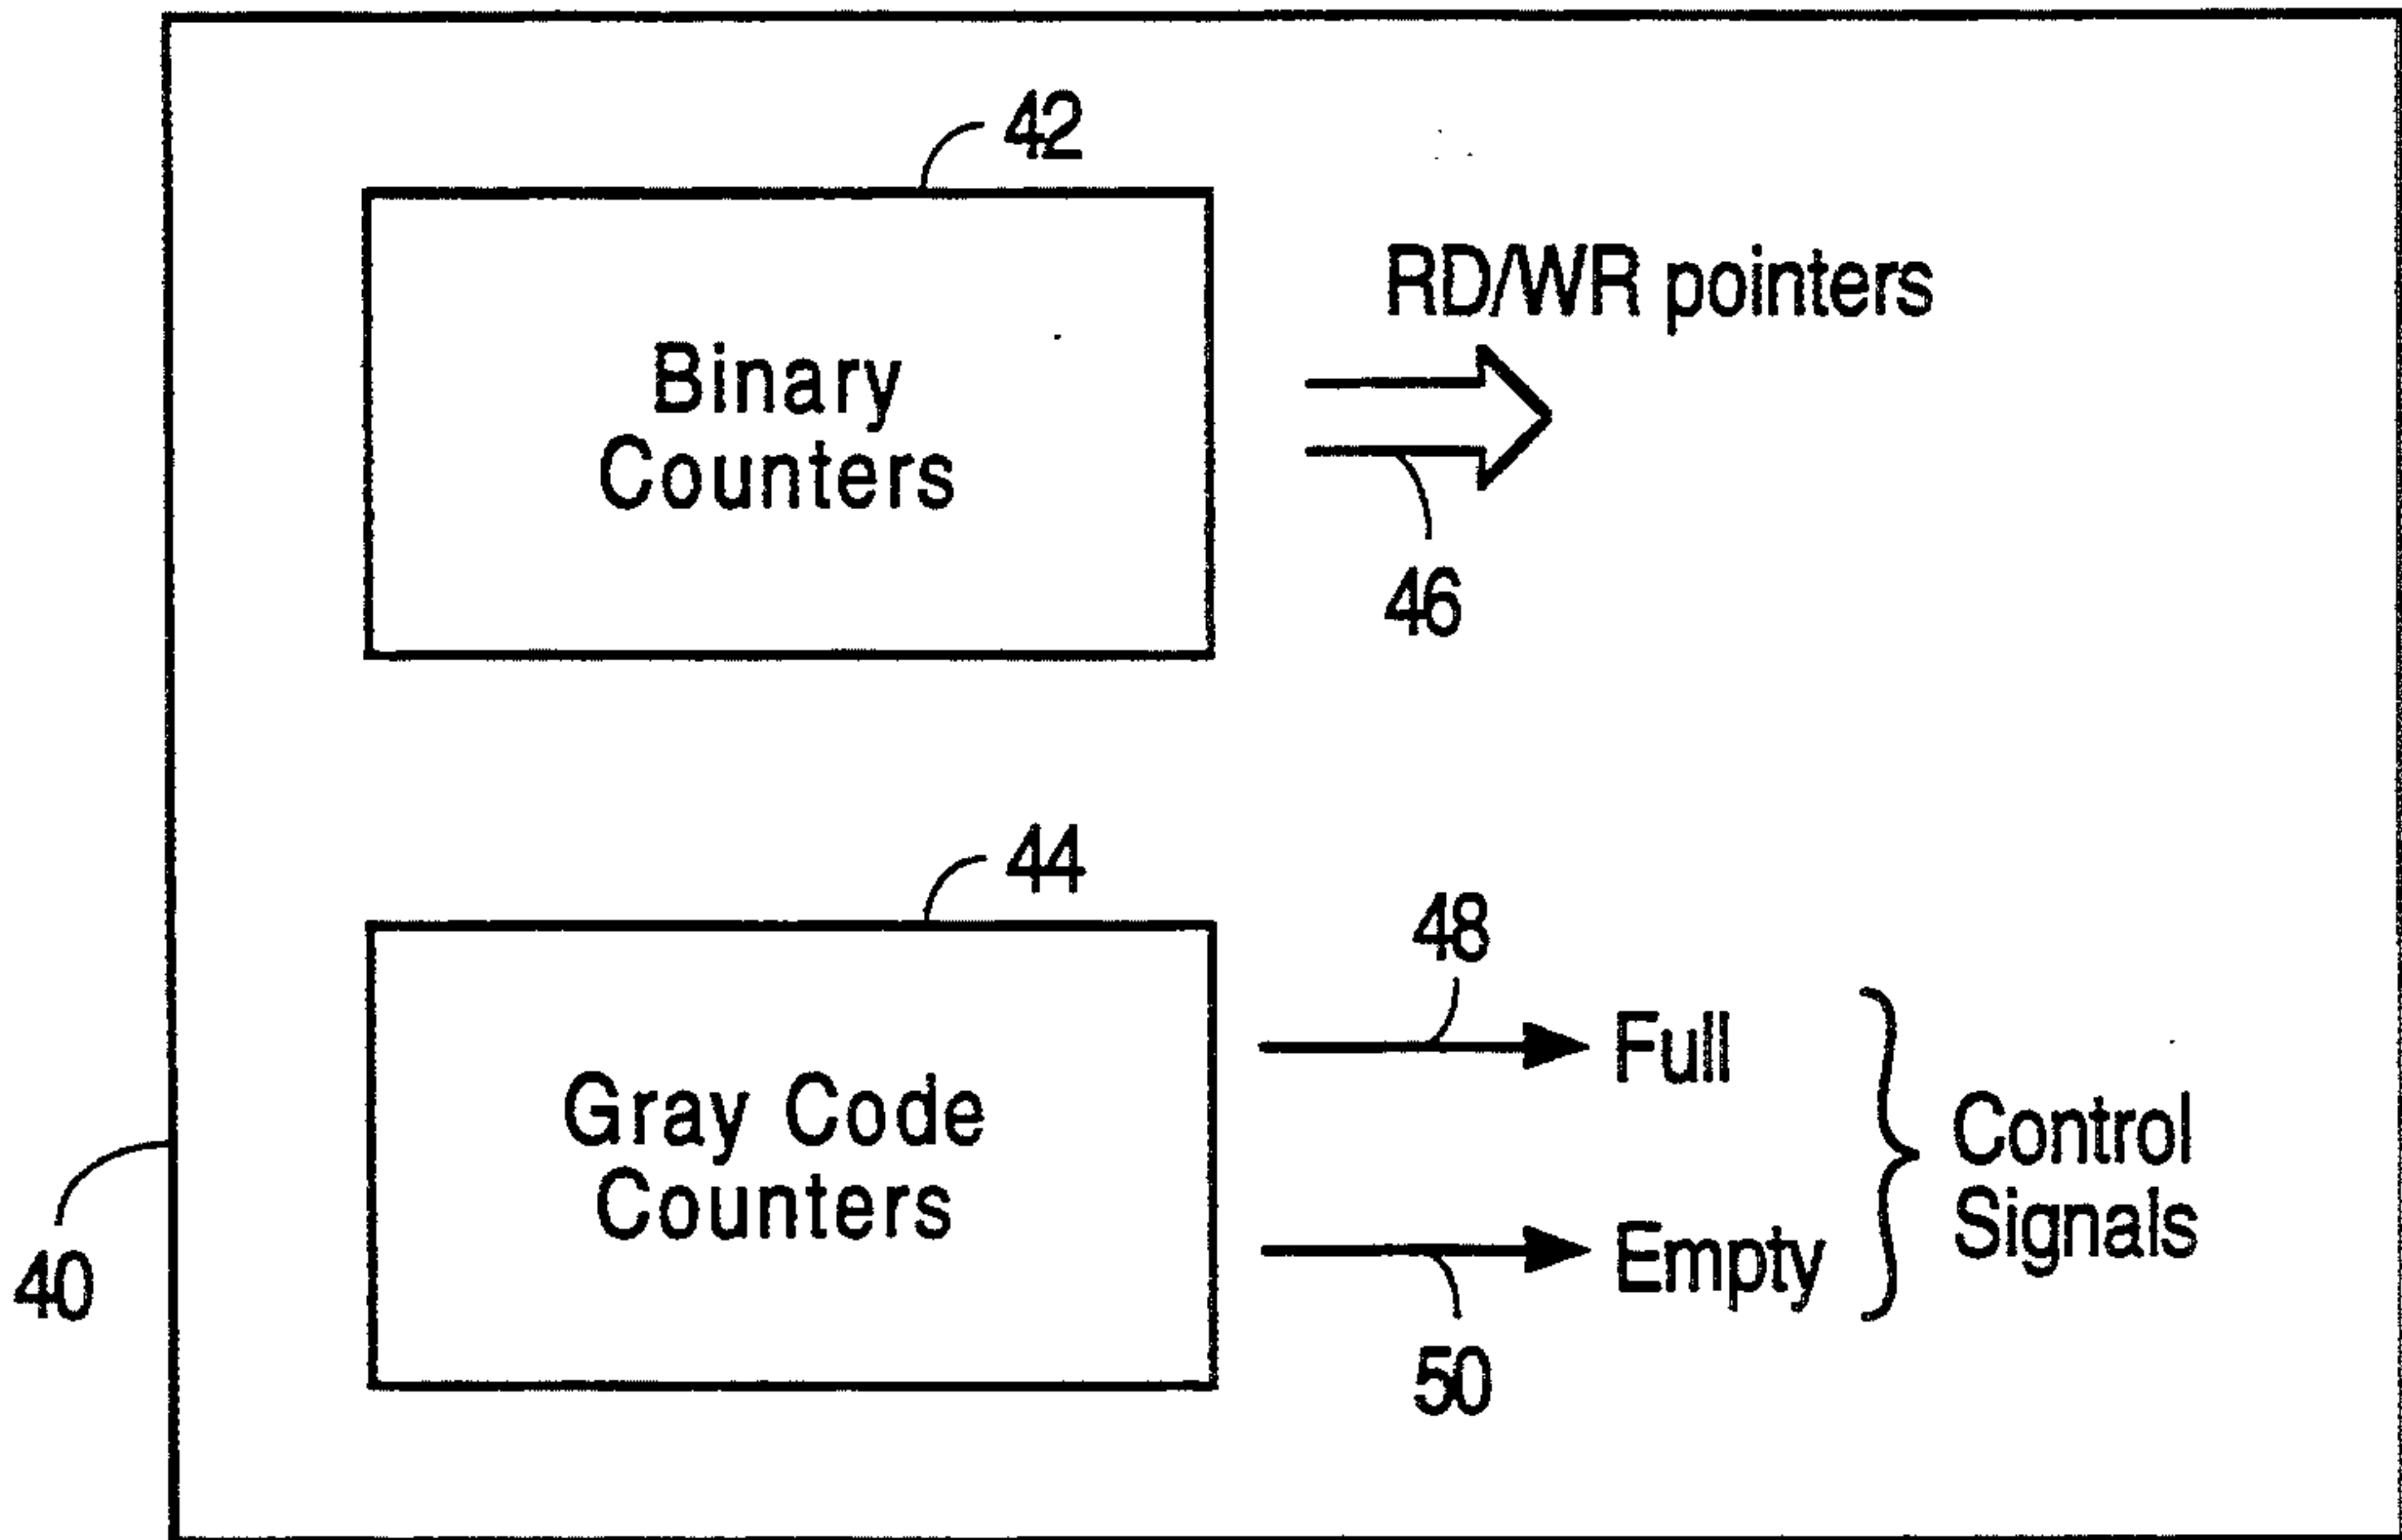 42
RD/WR pointers
Binary
Counters
46
44
48
Full
Gray Code
Counters
Control
Signals
Empty
40
50